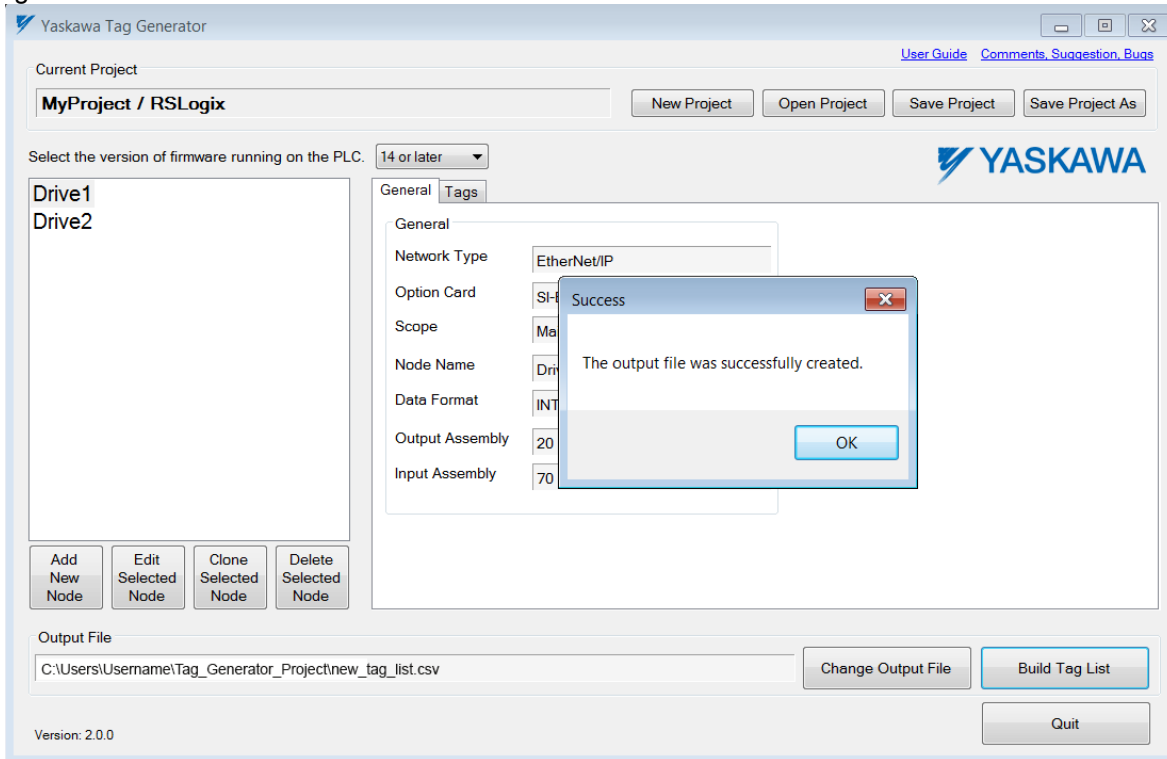 Yaskawa Tag Generator
User Guide Comments, Suggestion, Bugs
Current Project
MyProject / RSLogix
New Project Open Project Save Project Save Project As
Select the version of firmware running on the PLC. 14 or later
YASKAWA
Drive1
Drive2
General Tags
General
Network Type EtherNet/IP
Option Card SI-E
Success
Scope Ma
The output file was successfully created.
Node Name Driv
Data Format INT
Output Assembly 20
OK
Input Assembly 70
Add New Node
Edit Selected Node
Clone Selected Node
Delete Selected Node
Output File
C:\Users\Username\Tag_Generator_Project\new_tag_list.csv
Change Output File Build Tag List
Version: 2.0.0
Quit